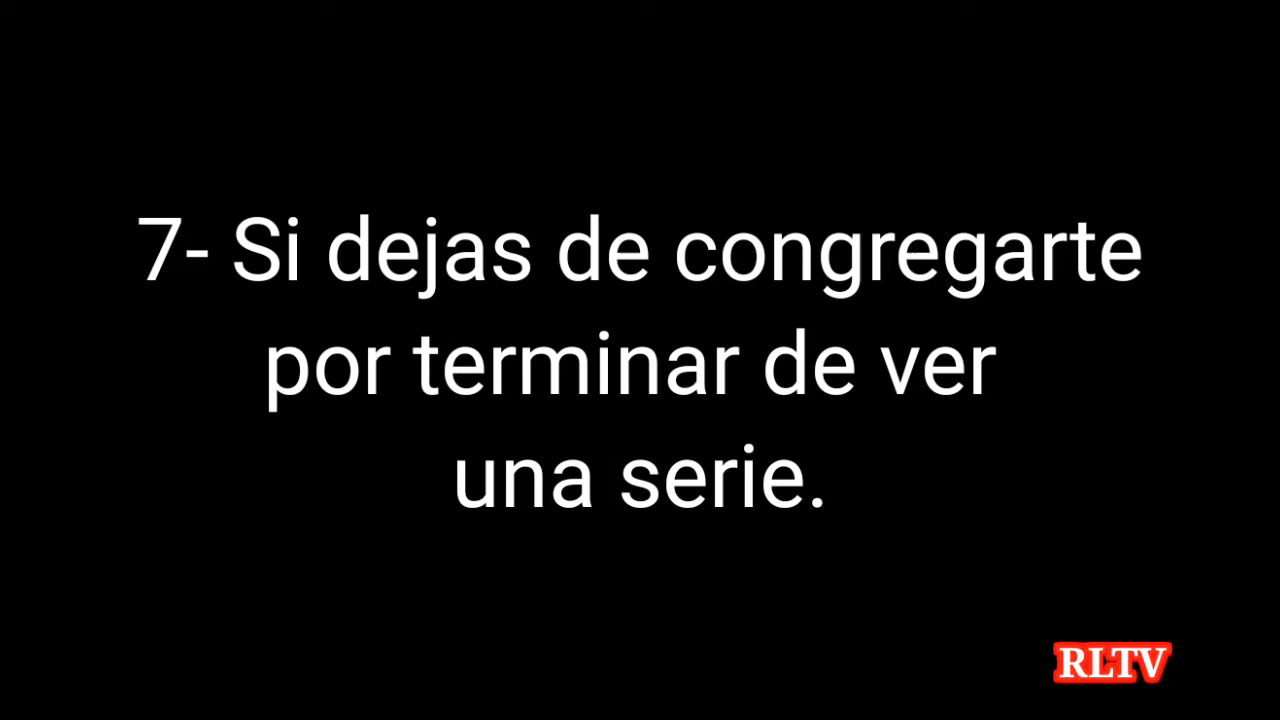 7- Si dejas de congregarte
por terminar de ver
una serie.
RLTV